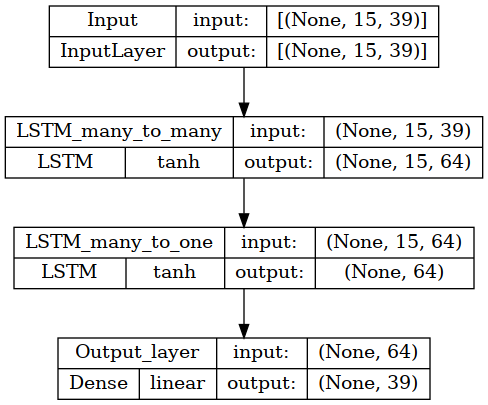 Input input: [(None, 15, 39)]
InputLayer output: [(None, 15, 39)]
LSTM_many_to_many input: (None, 15, 39)
LSTM tanh output: (None, 15, 64)
LSTM_many_to_one input: (None, 15, 64)
LSTM tanh output: (None, 64)
Output_layer input: (None, 64)
Dense linear output: (None, 39)